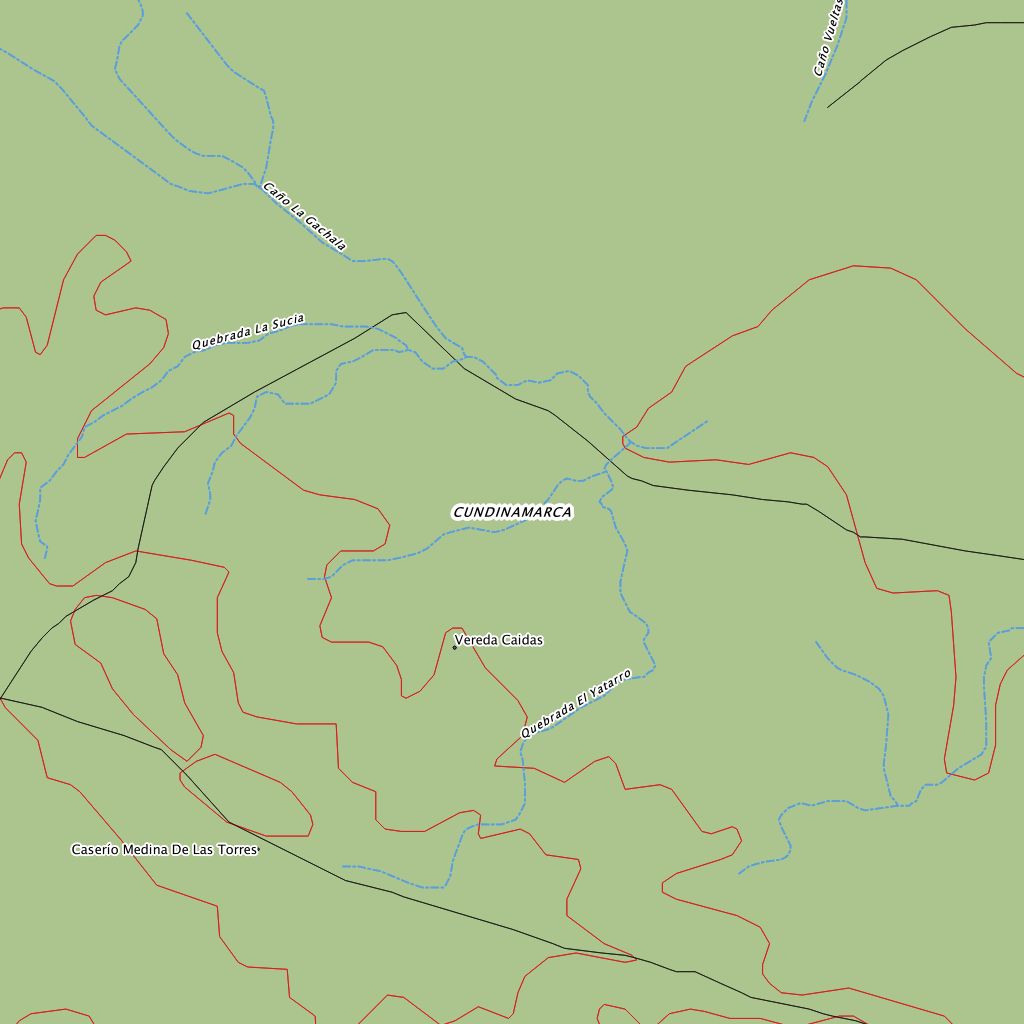 Caño Vueltas
Caño La Gachala
Quebrada La Sucia
CUNDINAMARCA
Vereda Caidas
Quebrada El Yatarro
Caserío Medina De Las Torres